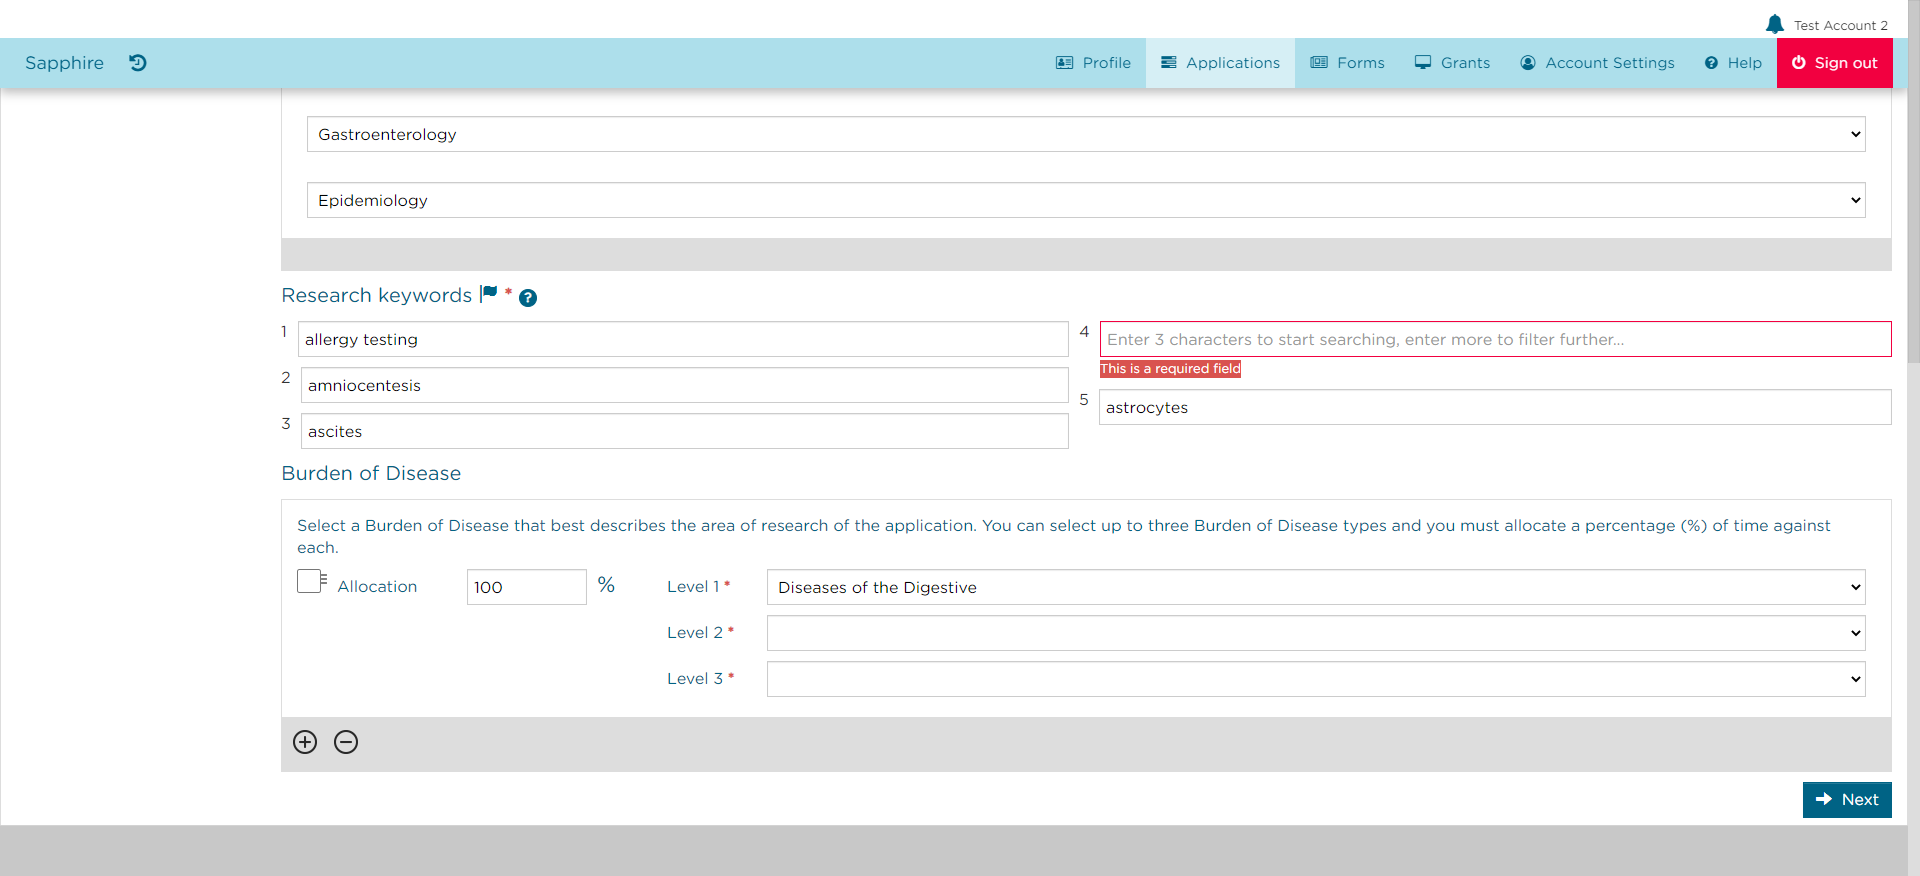 Test Account 2
Sapphire
Profile
Applications
Forms
Grants
Account Settings
Help
Sign out
Gastroenterology
Epidemiology
Research keywords * ?
1 allergy testing
2 amniocentesis
3 ascites
4 Enter 3 characters to start searching, enter more to filter further...
This is a required field
5 astrocytes
Burden of Disease
Select a Burden of Disease that best describes the area of research of the application. You can select up to three Burden of Disease types and you must allocate a percentage (%) of time against
each.
Allocation 100 % Level 1 * Diseases of the Digestive
Level 2 *
Level 3 *
Next